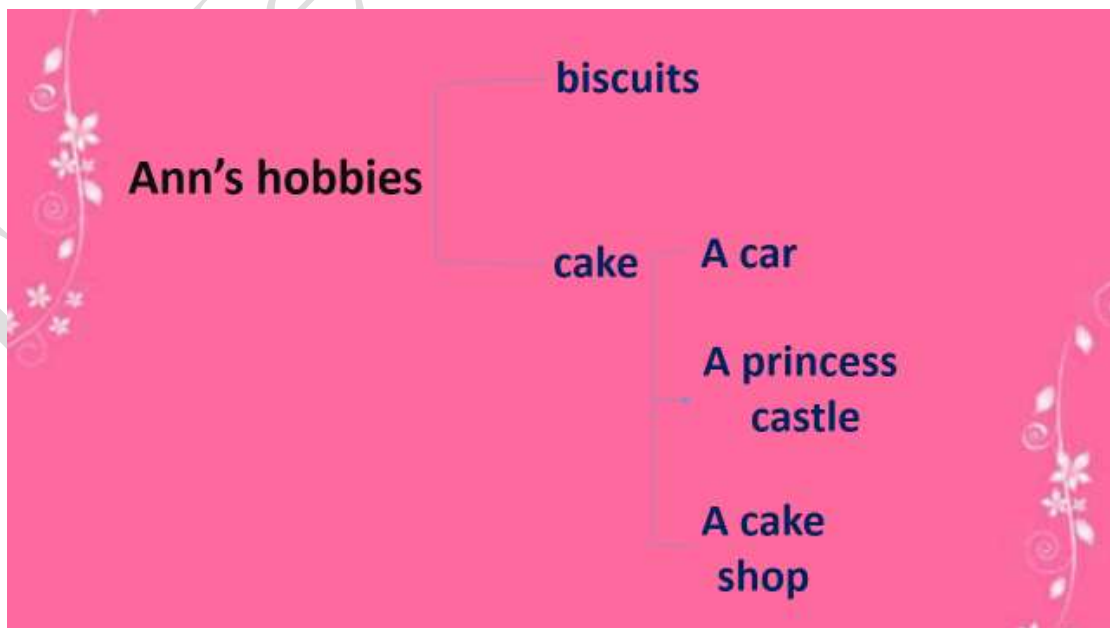 biscuits
Ann's hobbies
cake
A car
A princess
castle
A cake
shop